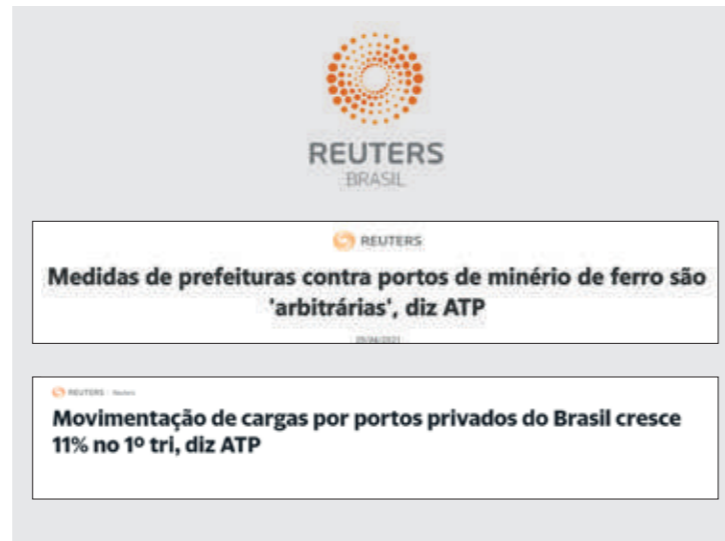 REUTERS
BRASIL
REUTERS
Medidas de prefeituras contra portos de minério de ferro são
'arbitrárias', diz ATP
REUTERS
Movimentação de cargas por portos privados do Brasil cresce
11% no 1º tri, diz ATP